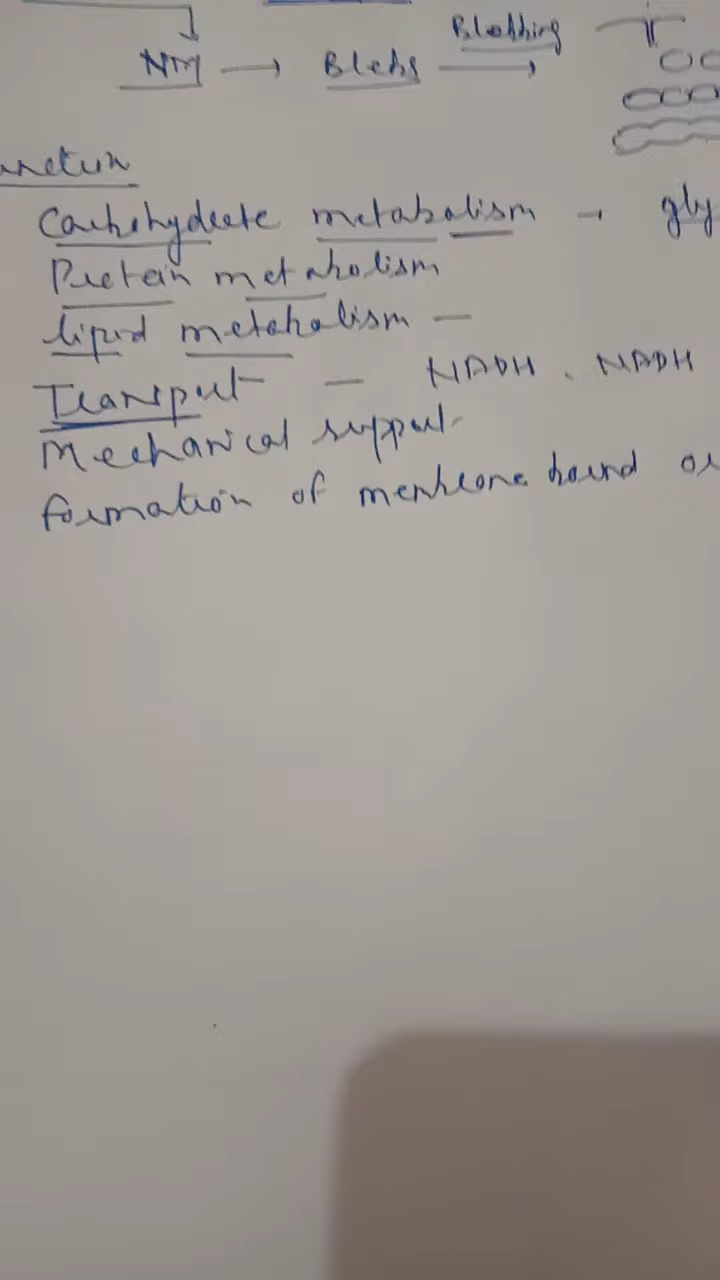 Blebbing
NM → Blebs →
Carbohydrate metabolism → gly
Protein metabolism
lipid metabolism —
Transport — NADH . NADH
Mechanical support
formation of membrane bound or